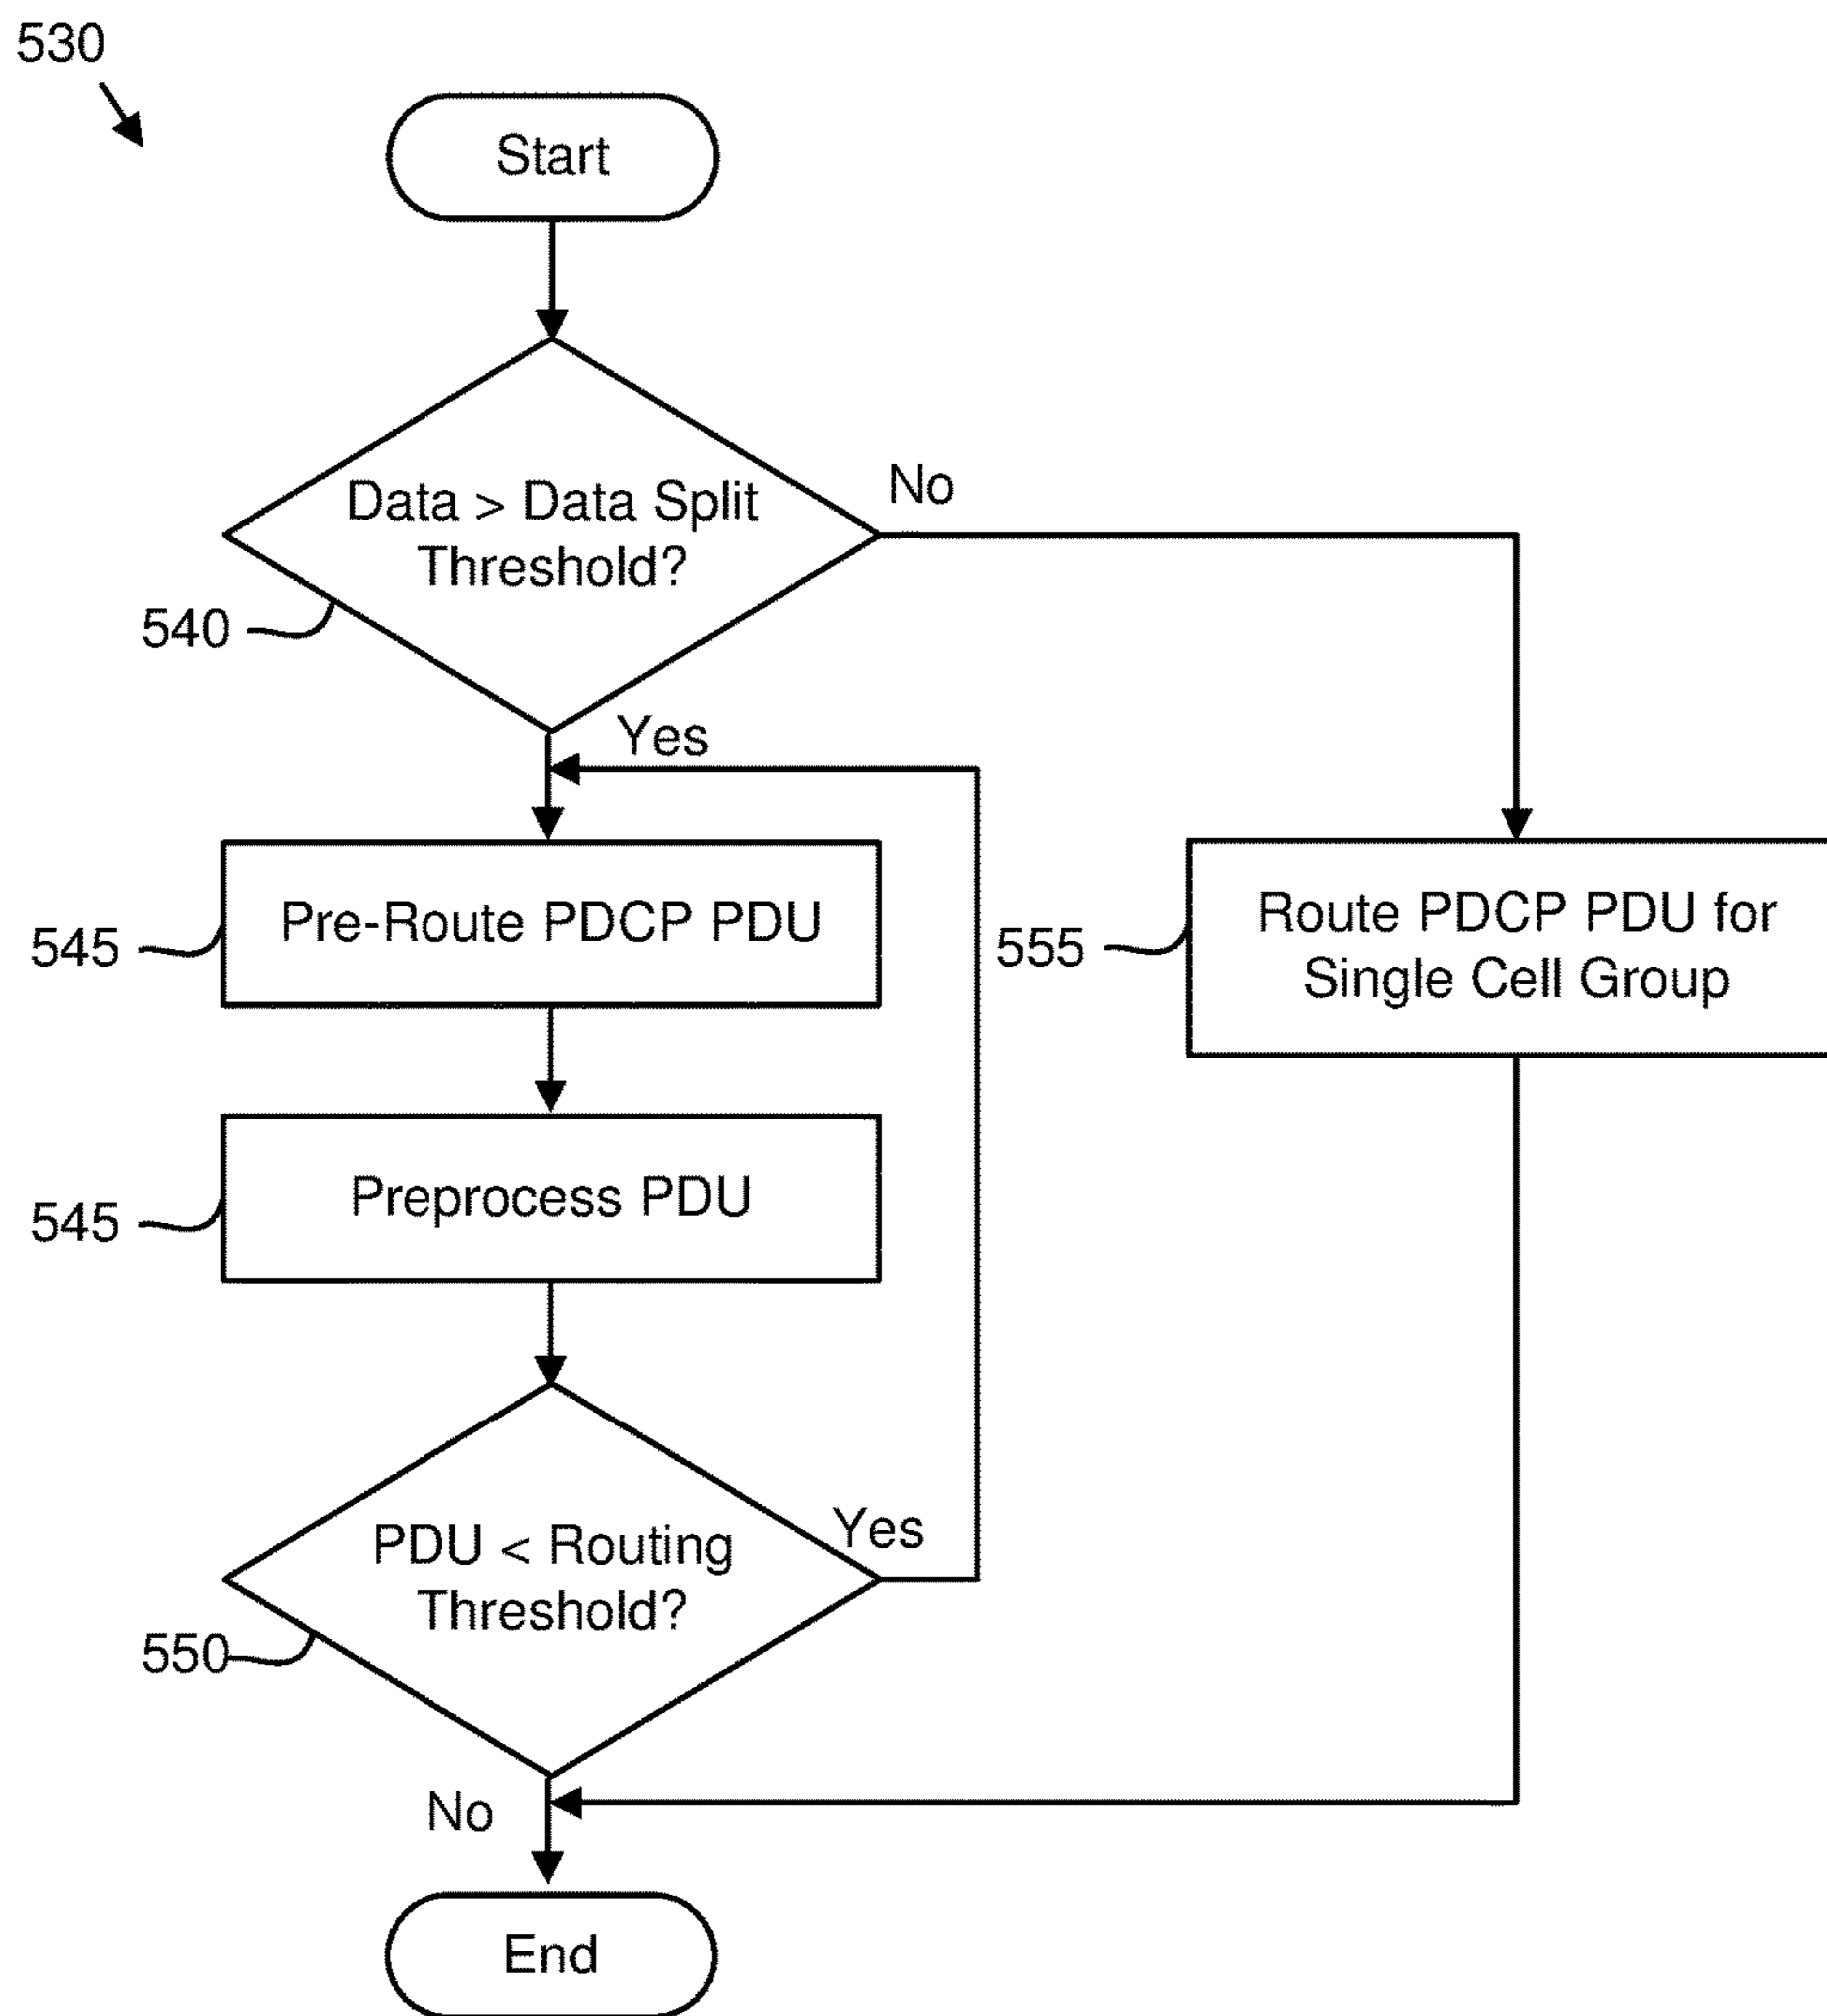 530
Start
Data > Data Split
Threshold?
No
540
Yes
Pre-Route PDCP PDU
545
Route PDCP PDU for
Single Cell Group
555
Preprocess PDU
545
PDU < Routing
Threshold?
Yes
550
No
End